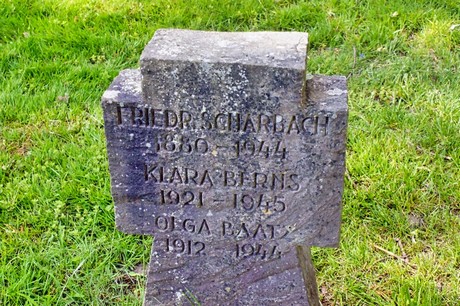 FRIEDR. SCHARBACH
1880 - 1944
KLARA BERNS
1921 - 1945
OLGA BAATZ
1912 - 1944